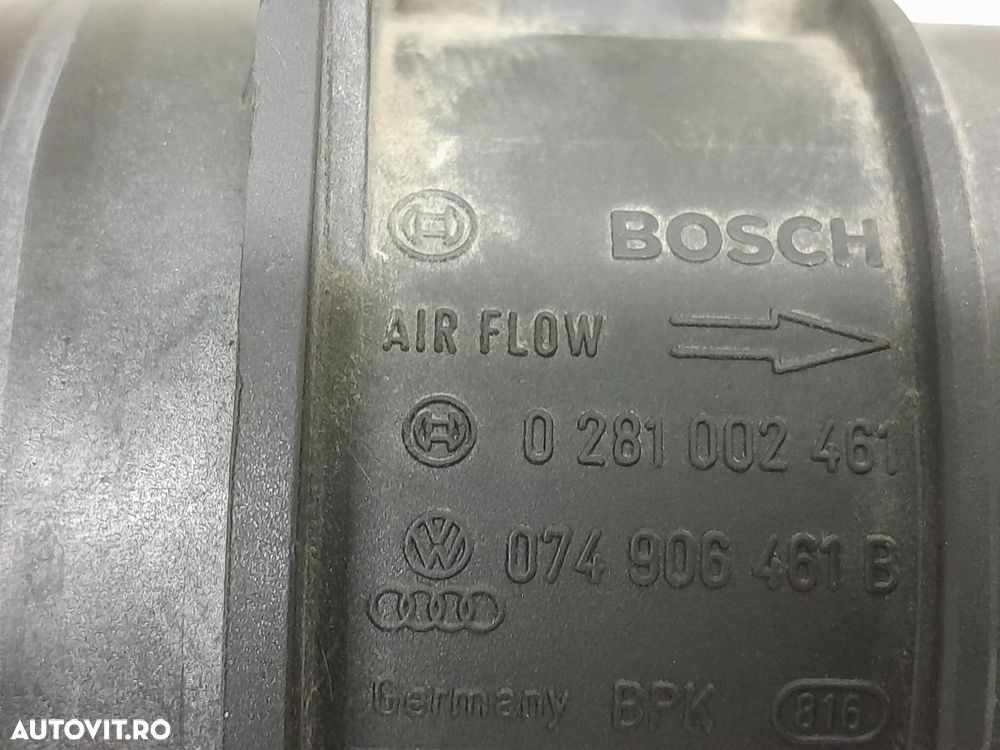 BOSCH
AIR FLOW
0 281 002 461
074 906 461 B
Germany BPK 816
AUTOVIT.RO